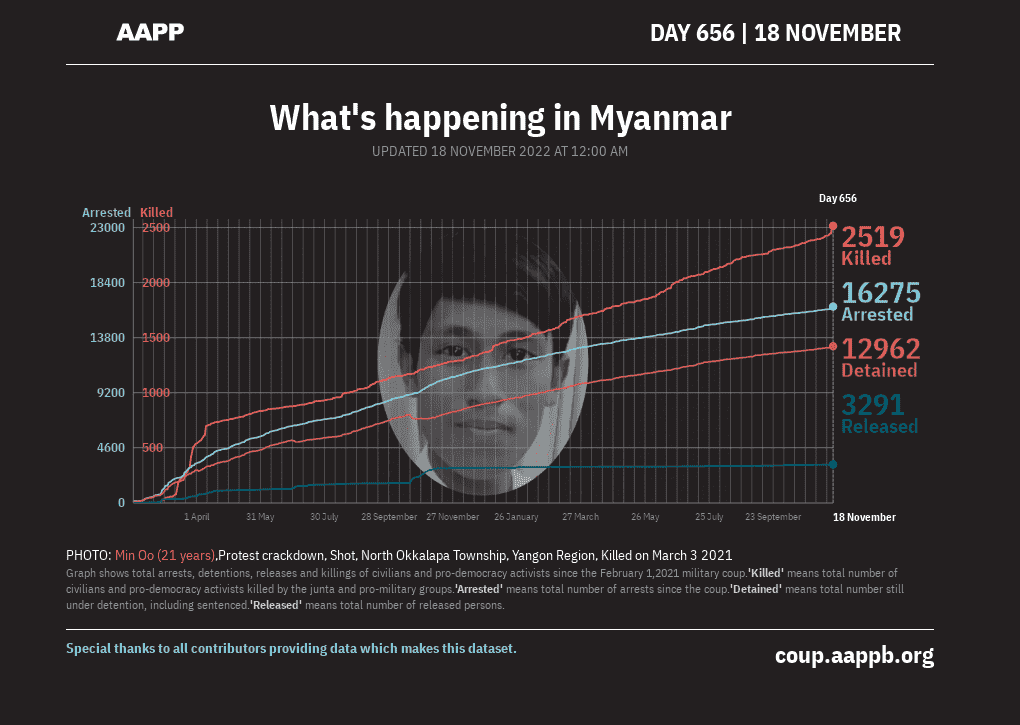 AAPP
DAY 656 | 18 NOVEMBER
What's happening in Myanmar
UPDATED 18 NOVEMBER 2022 AT 12:00 AM
Day 656
Arrested Killed
23000 2500
18400 2000
13800 1500
9200 1000
4600 500
0
2519
Killed
16275
Arrested
12962
Detained
3291
Released
1 April 31 May 30 July 28 September 27 November 26 January 27 March 26 May 25 July 23 September 18 November
PHOTO: Min Oo (21 years),Protest crackdown, Shot, North Okkalapa Township, Yangon Region, Killed on March 3 2021
Graph shows total arrests, detentions, releases and killings of civilians and pro-democracy activists since the February 1,2021 military coup.'Killed' means total number of
civilians and pro-democracy activists killed by the junta and pro-military groups.'Arrested' means total number of arrests since the coup.'Detained' means total number still
under detention, including sentenced.'Released' means total number of released persons.
Special thanks to all contributors providing data which makes this dataset.
coup.aappb.org